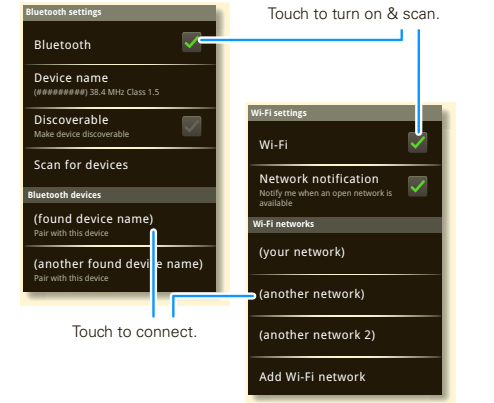 Touch to turn on & scan.
Bluetooth settings
Bluetooth
Device name
(#########) 38.4 MHz Class 1.5
Discoverable
Make device discoverable
Scan for devices
Bluetooth devices
(found device name)
Pair with this device
(another found device name)
Pair with this device
Touch to connect.
Wi-Fi settings
Wi-Fi
Network notification
Notify me when an open network is
available
Wi-Fi networks
(your network)
(another network)
(another network 2)
Add Wi-Fi network